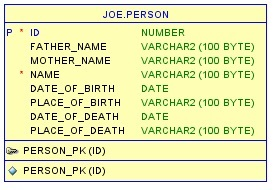 JOE.PERSON
P * ID NUMBER
FATHER_NAME VARCHAR2 (100 BYTE)
MOTHER_NAME VARCHAR2 (100 BYTE)
* NAME VARCHAR2 (100 BYTE)
DATE_OF_BIRTH DATE
PLACE_OF_BIRTH VARCHAR2 (100 BYTE)
DATE_OF_DEATH DATE
PLACE_OF_DEATH VARCHAR2 (100 BYTE)
PERSON_PK (ID)
PERSON_PK (ID)